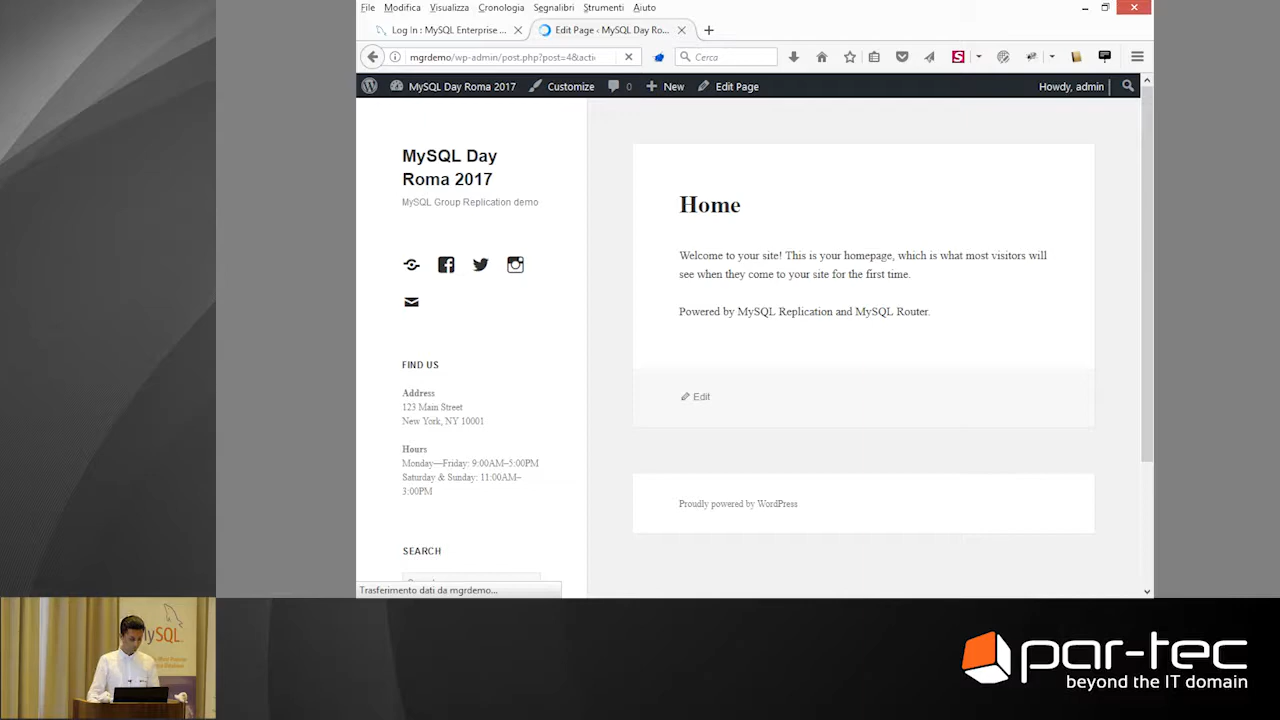 File Modifica Visualizza Cronologia Segnalibri Strumenti Aiuto
Log In : MySQL Enterprise ...
Edit Page ‹ MySQL Day Ro...
mgrdemo/wp-admin/post.php?post=4&acti
Cerca
MySQL Day Roma 2017 Customize 0 New Edit Page Howdy, admin
MySQL Day
Roma 2017
MySQL Group Replication demo
FIND US
Address
123 Main Street
New York, NY 10001
Hours
Monday—Friday: 9:00AM–5:00PM
Saturday & Sunday: 11:00AM–
3:00PM
SEARCH
Home
Welcome to your site! This is your homepage, which is what most visitors will
see when they come to your site for the first time.
Powered by MySQL Replication and MySQL Router.
Edit
Proudly powered by WordPress
Trasferimento dati da mgrdemo...
MySQL
par-tec
beyond the IT domain